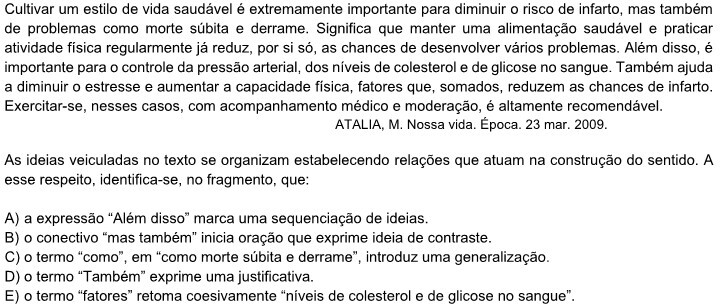 Cultivar um estilo de vida saudável é extremamente importante para diminuir o risco de infarto, mas também
de problemas como morte súbita e derrame. Significa que manter uma alimentação saudável e praticar
atividade física regularmente já reduz, por si só, as chances de desenvolver vários problemas. Além disso, é
importante para o controle da pressão arterial, dos níveis de colesterol e de glicose no sangue. Também ajuda
a diminuir o estresse e aumentar a capacidade física, fatores que, somados, reduzem as chances de infarto.
Exercitar-se, nesses casos, com acompanhamento médico e moderação, é altamente recomendável.
ATALIA, M. Nossa vida. Época. 23 mar. 2009.
As ideias veiculadas no texto se organizam estabelecendo relações que atuam na construção do sentido. A
esse respeito, identifica-se, no fragmento, que:
A) a expressão “Além disso” marca uma sequenciação de ideias.
B) o conectivo “mas também” inicia oração que exprime ideia de contraste.
C) o termo “como”, em “como morte súbita e derrame”, introduz uma generalização.
D) o termo “Também” exprime uma justificativa.
E) o termo “fatores” retoma coesivamente “níveis de colesterol e de glicose no sangue”.